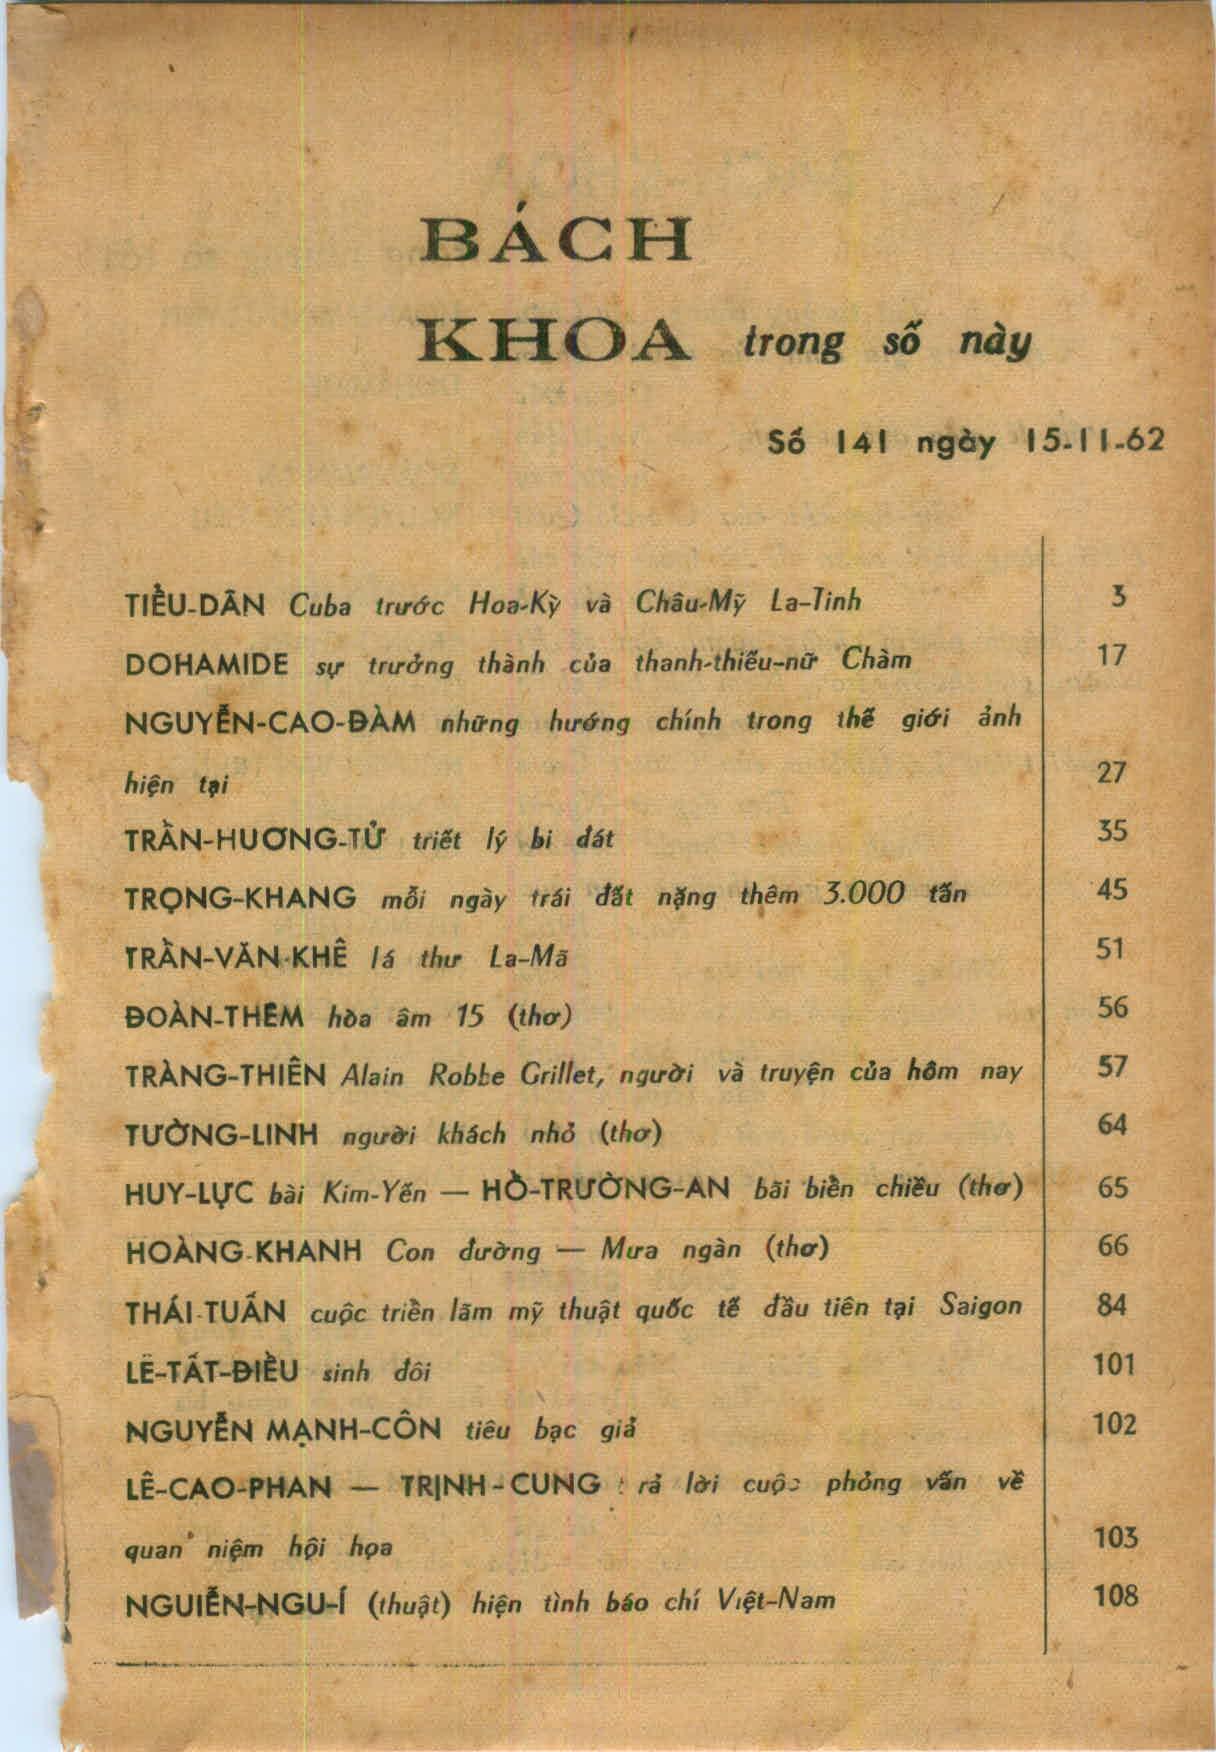 BÁCH
KHOA trong số này
Số 141 ngày 15-11-62
TIỂU-DÂN Cuba trước Hoa-Kỳ và Châu-Mỹ La-Tinh 3
DOHAMIDE sự trưởng thành của thanh-thiếu-nữ Chàm 17
NGUYỄN-CAO-ĐÀM những hướng chính trong thế giới ảnh
hiện tại 27
TRẦN-HƯƠNG-TỬ triết lý bi đát 35
TRỌNG-KHANG mỗi ngày trái đất nặng thêm 3.000 tấn 45
TRẦN-VĂN-KHÊ lá thư La-Mã 51
ĐOÀN-THÊM hòa âm 15 (thơ) 56
TRÀNG-THIÊN Alain Robbe Grillet, người và truyện của hôm nay 57
TƯỜNG-LINH người khách nhỏ (thơ) 64
HUY-LỰC bài Kim-Yến — HỒ-TRƯỜNG-AN bãi biển chiều (thơ) 65
HOÀNG-KHANH Con đường — Mưa ngàn (thơ) 66
THÁI-TUẤN cuộc triển lãm mỹ thuật quốc tế đầu tiên tại Saigon 84
LÊ-TẤT-ĐIỀU sinh đôi 101
NGUYỄN MẠNH-CÔN tiêu bạc giả 102
LÊ-CAO-PHAN — TRỊNH-CUNG trả lời cuộc phỏng vấn về
quan niệm hội họa 103
NGUIỄN-NGU-Í (thuật) hiện tình báo chí Việt-Nam 108